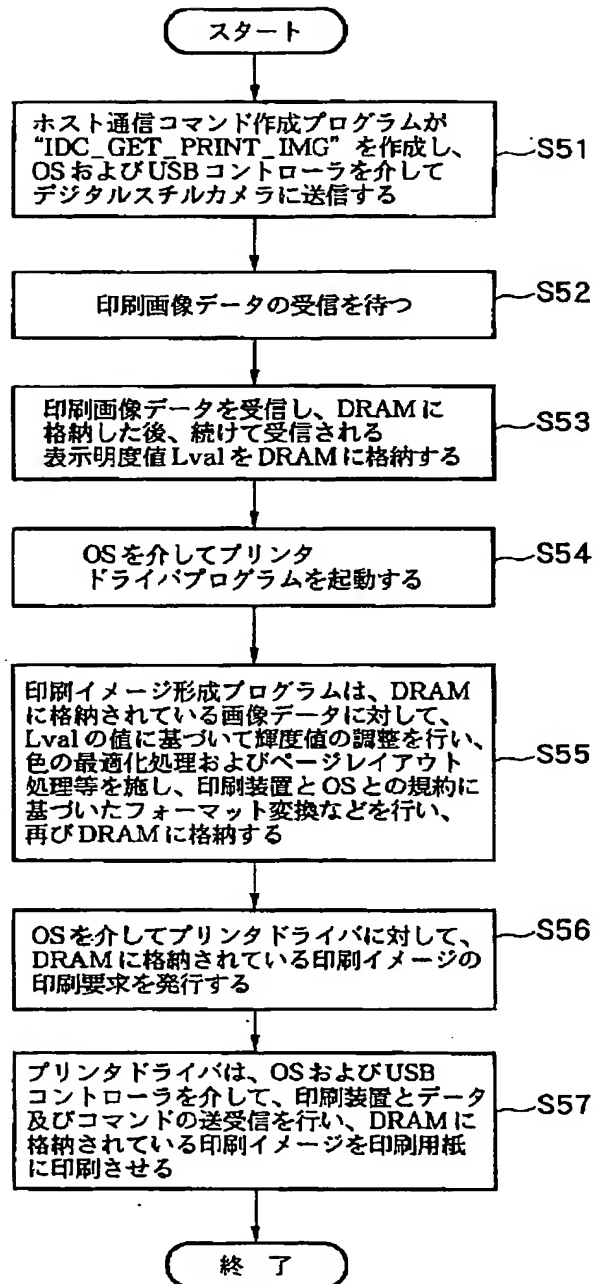 スタート
ホスト通信コマンド作成プログラムが
“IDC_GET_PRINT_IMG”を作成し、
OSおよびUSBコントローラを介して
デジタルスチルカメラに送信する
S51
印刷画像データの受信を待つ
S52
印刷画像データを受信し、DRAMに
格納した後、続けて受信される
表示明度値LvalをDRAMに格納する
S53
OSを介してプリンタ
ドライバプログラムを起動する
S54
印刷イメージ形成プログラムは、DRAM
に格納されている画像データに対して、
Lvalの値に基づいて輝度値の調整を行い、
色の最適化処理およびページレイアウト
処理等を施し、印刷装置とOSとの規約に
基づいたフォーマット変換などを行い、
再びDRAMに格納する
S55
OSを介してプリンタドライバに対して、
DRAMに格納されている印刷イメージの
印刷要求を発行する
S56
プリンタドライバは、OSおよびUSB
コントローラを介して、印刷装置とデータ
及びコマンドの送受信を行い、DRAMに
格納されている印刷イメージを印刷用紙
に印刷させる
S57
終 了